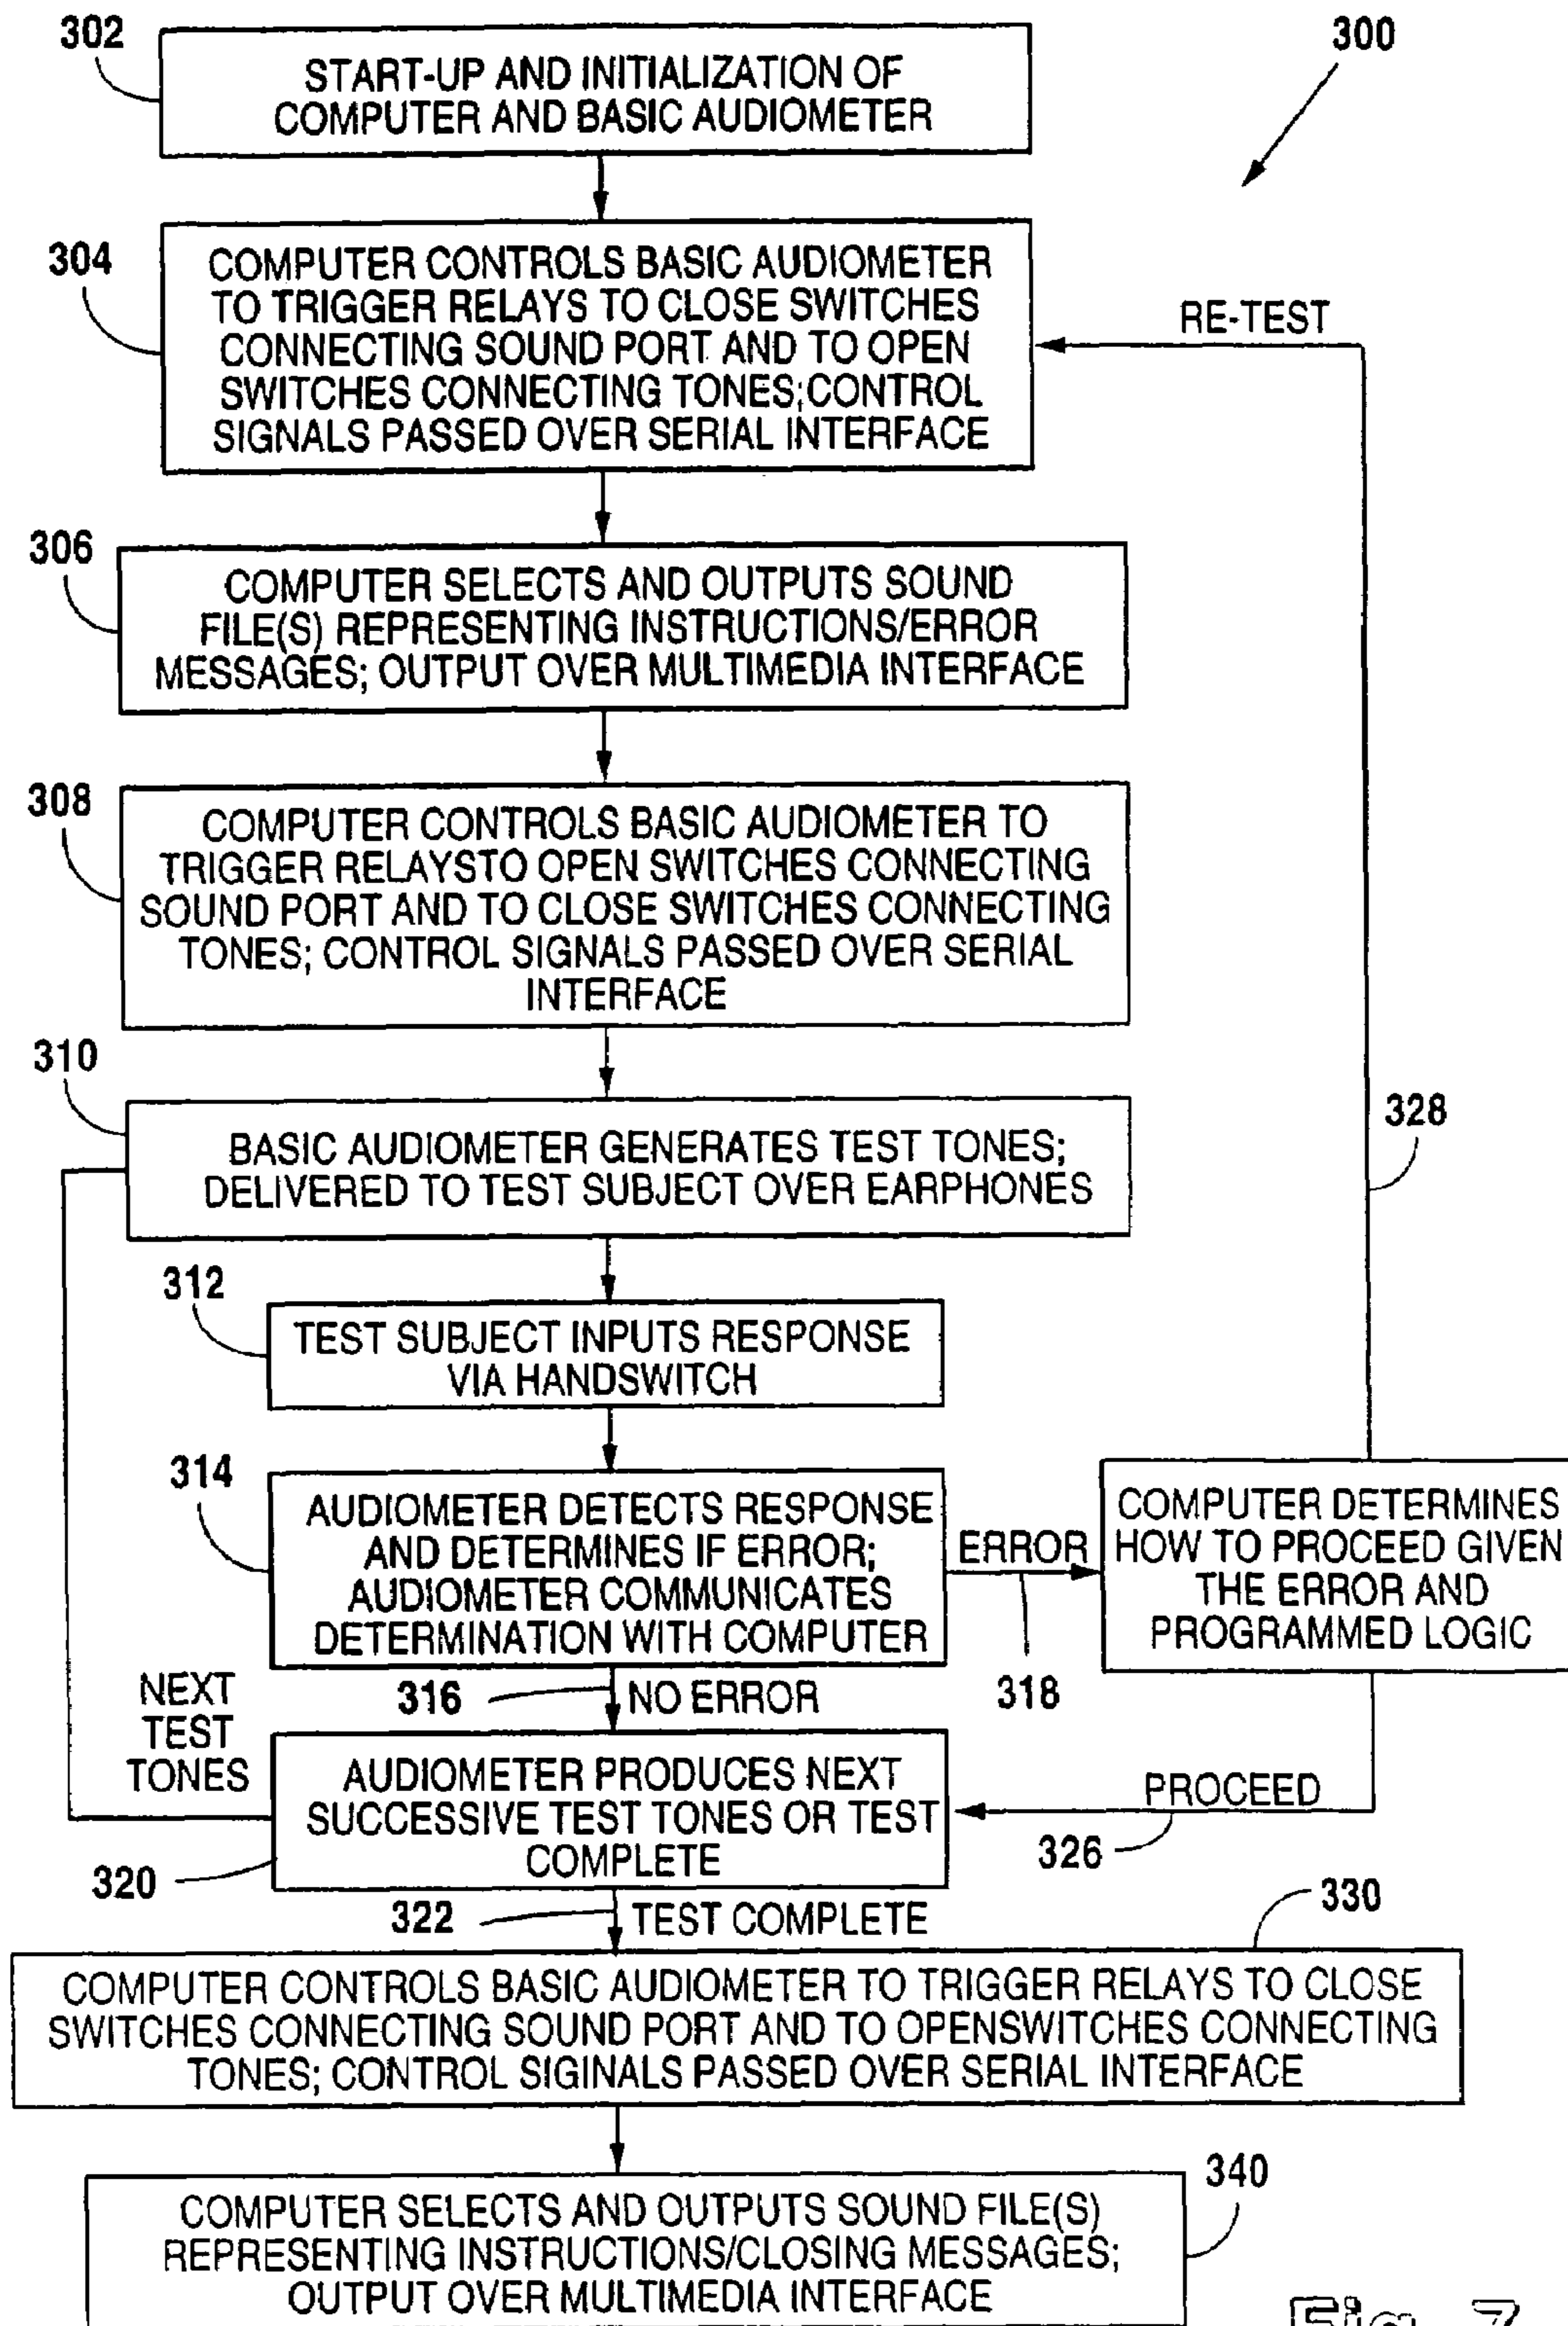 302
300
START-UP AND INITIALIZATION OF
COMPUTER AND BASIC AUDIOMETER
304
COMPUTER CONTROLS BASIC AUDIOMETER
TO TRIGGER RELAYS TO CLOSE SWITCHES
CONNECTING SOUND PORT AND TO OPEN
SWITCHES CONNECTING TONES;CONTROL
SIGNALS PASSED OVER SERIAL INTERFACE
RE-TEST
306
COMPUTER SELECTS AND OUTPUTS SOUND
FILE(S) REPRESENTING INSTRUCTIONS/ERROR
MESSAGES; OUTPUT OVER MULTIMEDIA INTERFACE
308
COMPUTER CONTROLS BASIC AUDIOMETER TO
TRIGGER RELAYSTO OPEN SWITCHES CONNECTING
SOUND PORT AND TO CLOSE SWITCHES CONNECTING
TONES; CONTROL SIGNALS PASSED OVER SERIAL
INTERFACE
310
BASIC AUDIOMETER GENERATES TEST TONES;
DELIVERED TO TEST SUBJECT OVER EARPHONES
328
312
TEST SUBJECT INPUTS RESPONSE
VIA HANDSWITCH
314
AUDIOMETER DETECTS RESPONSE
AND DETERMINES IF ERROR;
AUDIOMETER COMMUNICATES
DETERMINATION WITH COMPUTER
ERROR
318
COMPUTER DETERMINES
HOW TO PROCEED GIVEN
THE ERROR AND
PROGRAMMED LOGIC
316
NO ERROR
NEXT
TEST
TONES
AUDIOMETER PRODUCES NEXT
SUCCESSIVE TEST TONES OR TEST
COMPLETE
PROCEED
326
320
322
TEST COMPLETE
330
COMPUTER CONTROLS BASIC AUDIOMETER TO TRIGGER RELAYS TO CLOSE
SWITCHES CONNECTING SOUND PORT AND TO OPENSWITCHES CONNECTING
TONES; CONTROL SIGINALS PASSED OVER SERIAL INTERFACE
340
COMPUTER SELECTS AND OUTPUTS SOUND FILE(S)
REPRESENTING INSTRUCTIONS/CLOSING MESSAGES;
OUTPUT OVER MULTIMEDIA INTERFACE
Fig. 7